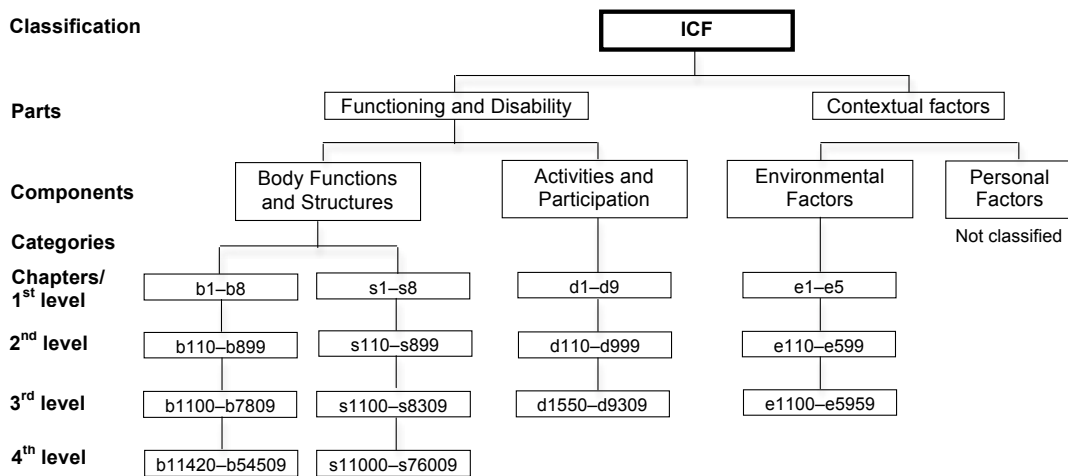 Classification
ICF
Parts
Functioning and Disability
Contextual factors
Components
Body Functions
and Structures
Activities and
Participation
Environmental
Factors
Personal
Factors
Categories
Not classified
Chapters/
1st level
b1–b8
s1–s8
d1–d9
e1–e5
2nd level
b110–b899
s110–s899
d110–d999
e110–e599
3rd level
b1100–b7809
s1100–s8309
d1550–d9309
e1100–e5959
4th level
b11420–b54509
s11000–s76009